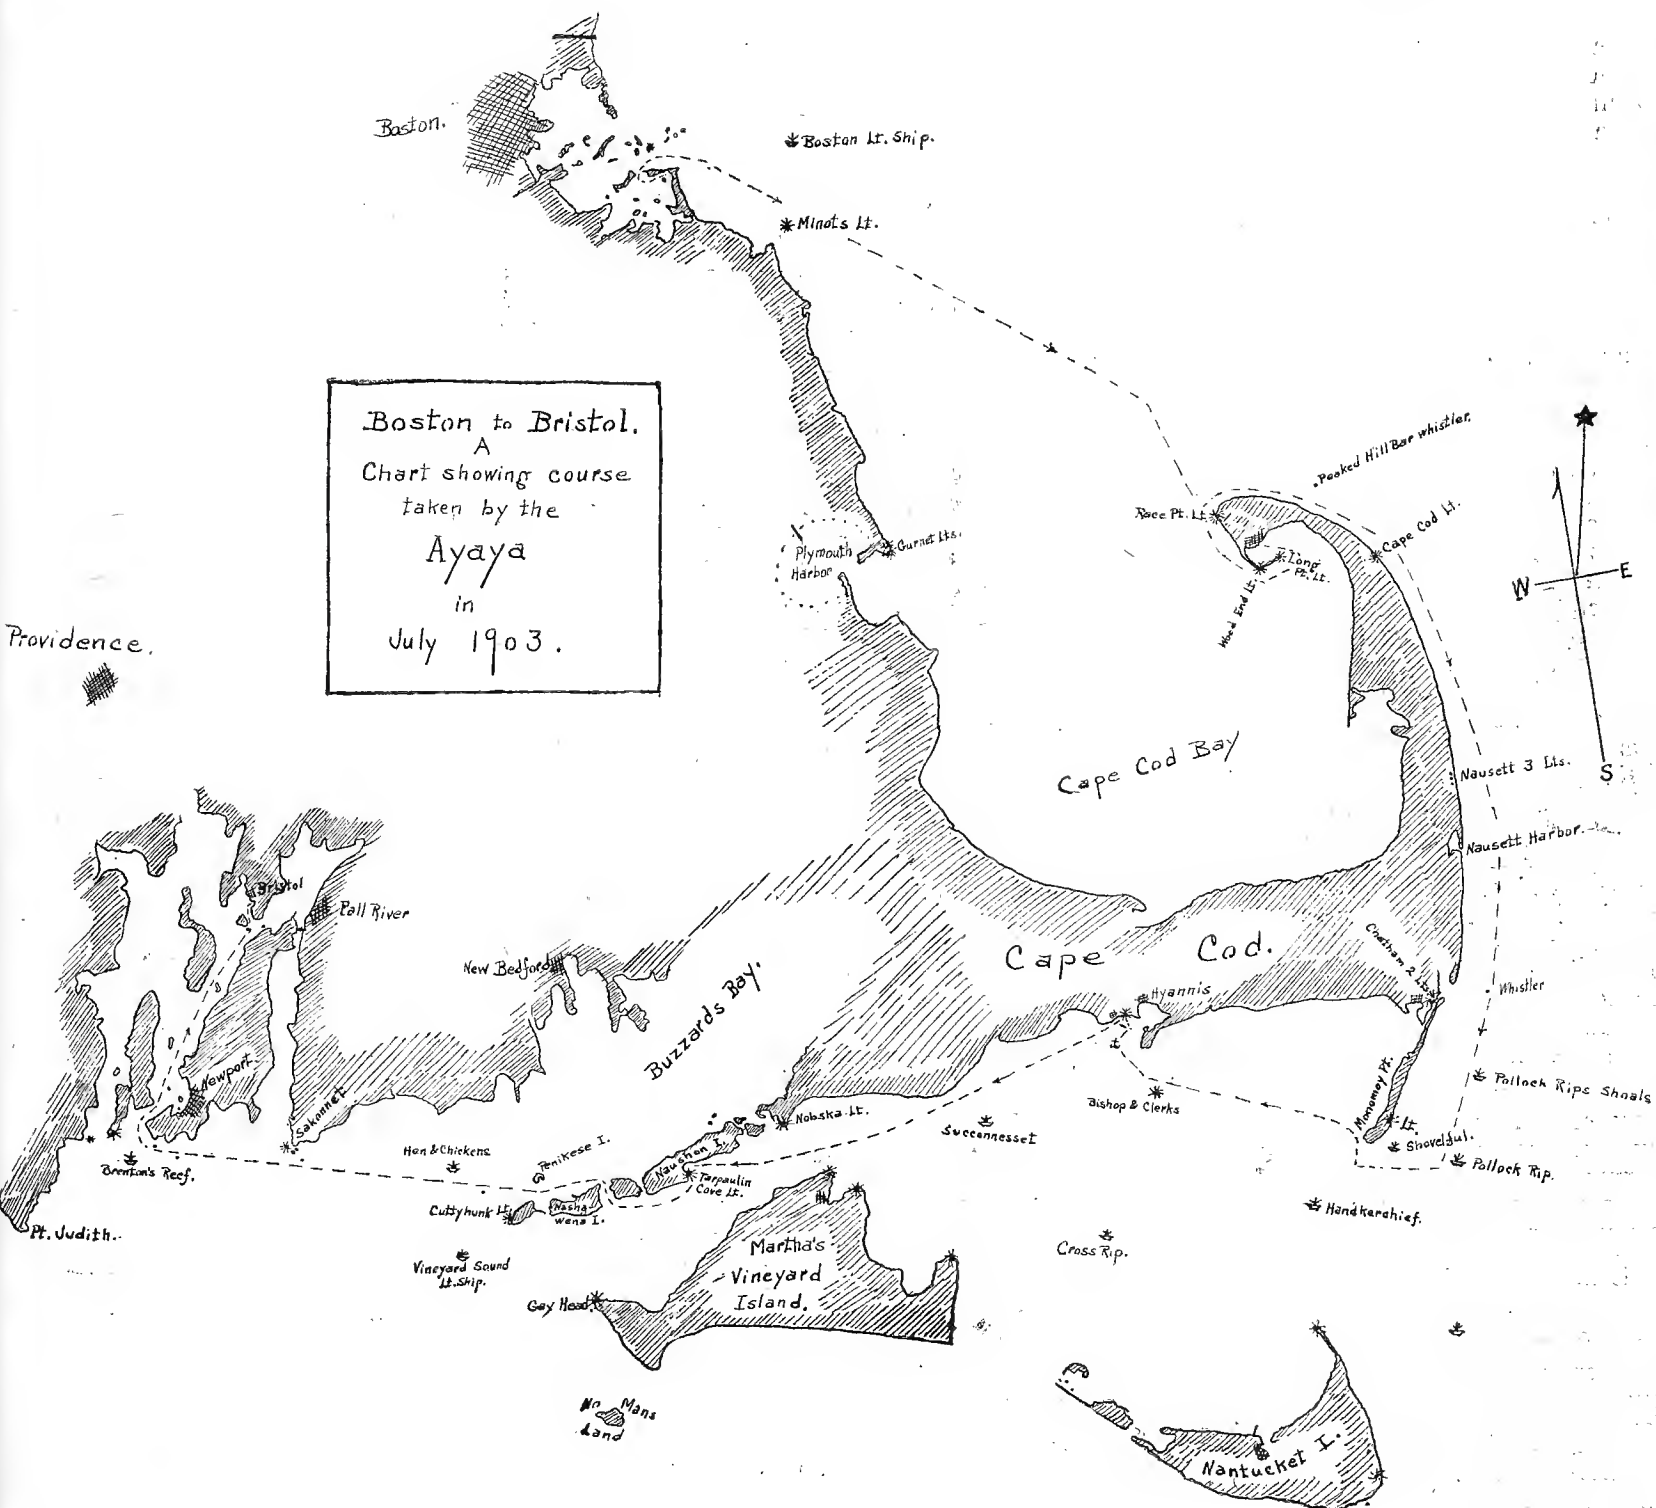 Boston.
Boston Lt. Ship.
Minots Lt.
Boston to Bristol.
A
Chart showing course
taken by the
Ayaya
in
July 1903.
Peaked Hill Bar Whistler.
Race Pt. Lt.
Cape Cod Lt.
Long
Pt. Lt.
Wood End Lt.
Plymouth
Harbor
Gurnet Lts.
W
E
S
Providence.
Cape Cod Bay
Nausett 3 Lts.
Nausett Harbor.
Bristol
Fall River
New Bedford
Buzzards Bay.
Cape Cod.
Chatham 2 Lts.
Hyannis
Whistler
Newport.
Sakonnet
Monomoy Pt.
Lt.
Pollock Rips Shoals
Bishop & Clerks
Nobska Lt.
Succonnesset
Shovelful.
Pollock Rip.
Hen & Chickens
Penikese I.
Naushon I.
Brenton's Reef.
Tarpaulin
Cove Lt.
Cuttyhunk Lt.
Nasha
wena I.
Pt. Judith.
Handkerchief.
Cross Rip.
Martha's
Vineyard
Island.
Vineyard Sound
Lt. Ship.
Gay Head.
No Mans
Land
Nantucket I.